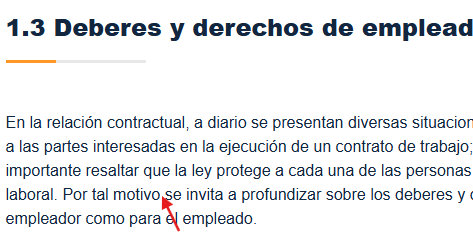 1.3 Deberes y derechos de emplead
En la relación contractual, a diario se presentan diversas situacion
a las partes interesadas en la ejecución de un contrato de trabajo;
importante resaltar que la ley protege a cada una de las personas
laboral. Por tal motivo se invita a profundizar sobre los deberes y
empleador como para el empleado.